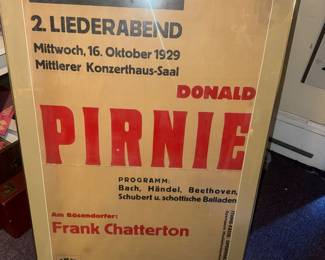 2. LIEDERABEND
Mittwoch, 16. Oktober 1929
Mittlerer Konzerthaus-Saal
DONALD
PIRNIE
PROGRAMM:
Bach, Händel, Beethoven,
Schubert u. schottische Balladen
Am Bösendorfer:
Frank Chatterton